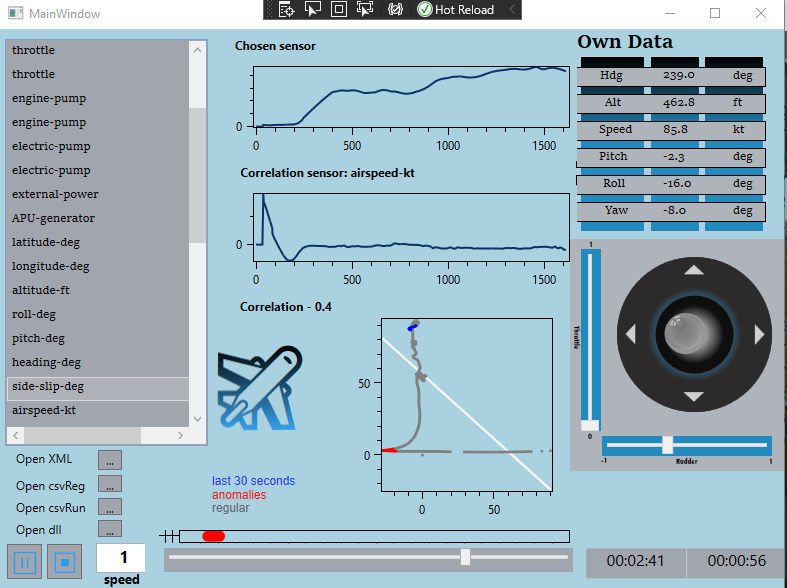 MainWindow
Hot Reload
throttle
throttle
engine-pump
engine-pump
electric-pump
electric-pump
external-power
APU-generator
latitude-deg
longitude-deg
altitude-ft
roll-deg
pitch-deg
heading-deg
side-slip-deg
airspeed-kt
Open XML ...
Open csvReg ...
Open csvRun ...
Open dll ...
1
speed
Chosen sensor
0
0 500 1000 1500
Correlation sensor: airspeed-kt
0
0 500 1000 1500
Correlation - 0.4
50
0
0 50
last 30 seconds
anomalies
regular
Own Data
Hdg 239.0 deg
Alt 462.8 ft
Speed 85.8 kt
Pitch -2.3 deg
Roll -16.0 deg
Yaw -8.0 deg
1
Throttle
0
-1 Rudder 1
00:02:41 00:00:56